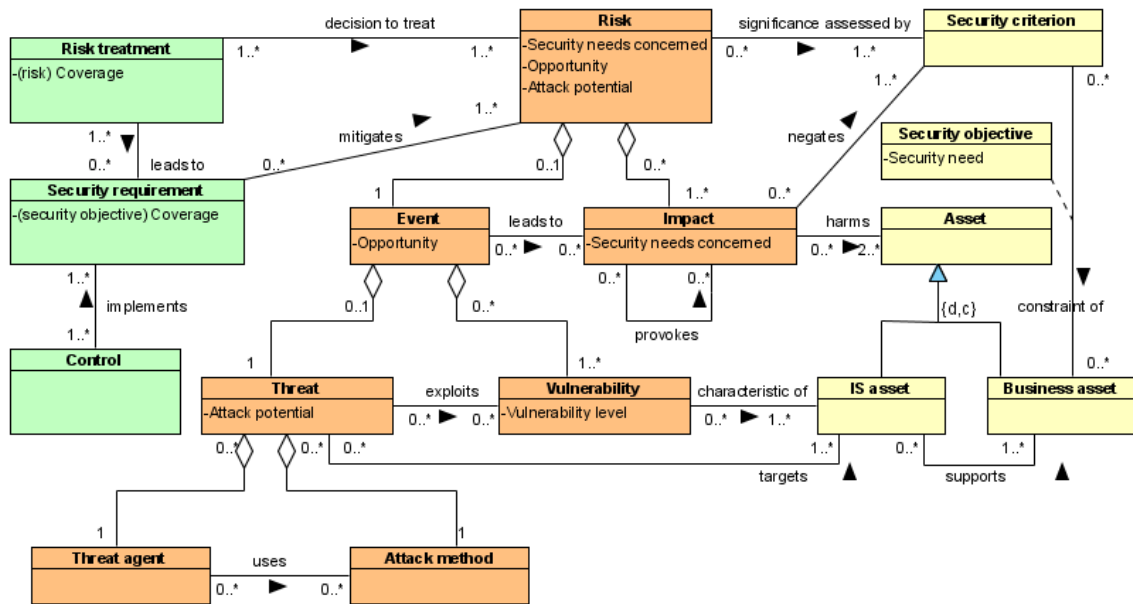 decision to treat
Risk
significance assessed by
Security criterion
Risk treatment
-(risk) Coverage
1..*
1..*
-Security needs concerned
-Opportunity
-Attack potential
0..*
1..*
1..*
0..*
1..*
1..*
mitigates
negates
Security objective
-Security need
0..*
leads to
0..*
0..1
0..*
Security requirement
-(security objective) Coverage
1
1..*
0..*
Event
-Opportunity
leads to
0..*
0..*
Impact
-Security needs concerned
harms
0..*
2..*
Asset
1..*
implements
1..*
0..1
0..*
0..*
0..*
provokes
{d,c}
constraint of
Control
1
1..*
0..*
Threat
-Attack potential
exploits
0..*
0..*
Vulnerability
-Vulnerability level
characteristic of
0..*
1..*
IS asset
Business asset
0..*
0..*
0..*
1..*
0..*
1..*
targets
supports
1
1
Threat agent
uses
0..*
0..*
Attack method